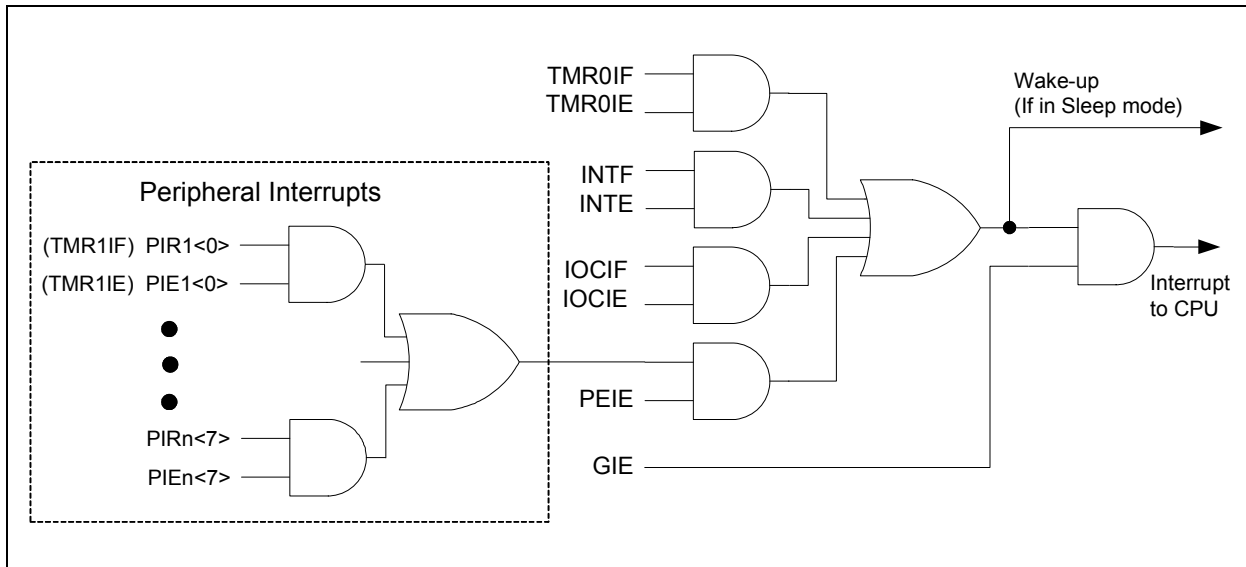 TMR0IF
TMR0IE
Wake-up
(If in Sleep mode)
INTF
INTE
Peripheral Interrupts
(TMR1IF) PIR1<0>
(TMR1IE) PIE1<0>
IOCIF
IOCIE
Interrupt
to CPU
PEIE
PIRn<7>
PIEn<7>
GIE